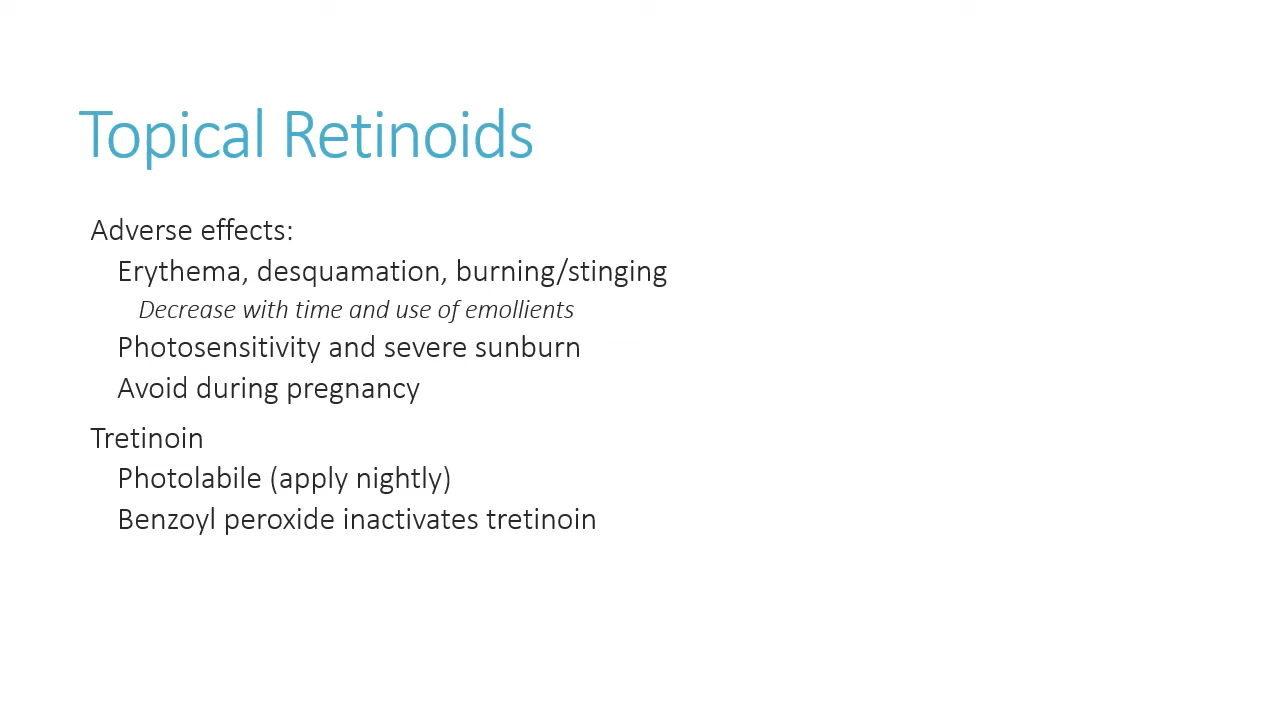 Topical Retinoids
Adverse effects:
Erythema, desquamation, burning/stinging
Decrease with time and use of emollients
Photosensitivity and severe sunburn
Avoid during pregnancy
Tretinoin
Photolabile (apply nightly)
Benzoyl peroxide inactivates tretinoin